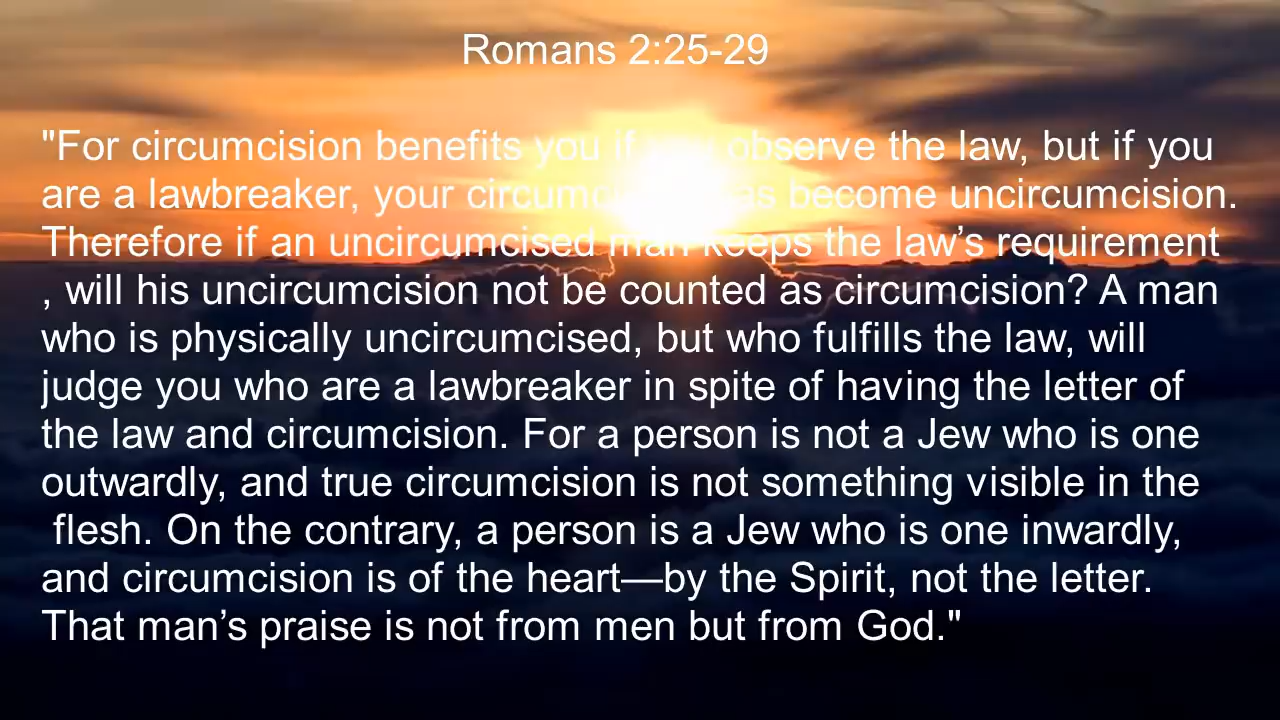 Romans 2:25-29
"For circumcision benefits you if you observe the law, but if you
are a lawbreaker, your circumcision has become uncircumcision.
Therefore if an uncircumcised man keeps the law’s requirement
, will his uncircumcision not be counted as circumcision? A man
who is physically uncircumcised, but who fulfills the law, will
judge you who are a lawbreaker in spite of having the letter of
the law and circumcision. For a person is not a Jew who is one
outwardly, and true circumcision is not something visible in the
flesh. On the contrary, a person is a Jew who is one inwardly,
and circumcision is of the heart—by the Spirit, not the letter.
That man’s praise is not from men but from God."